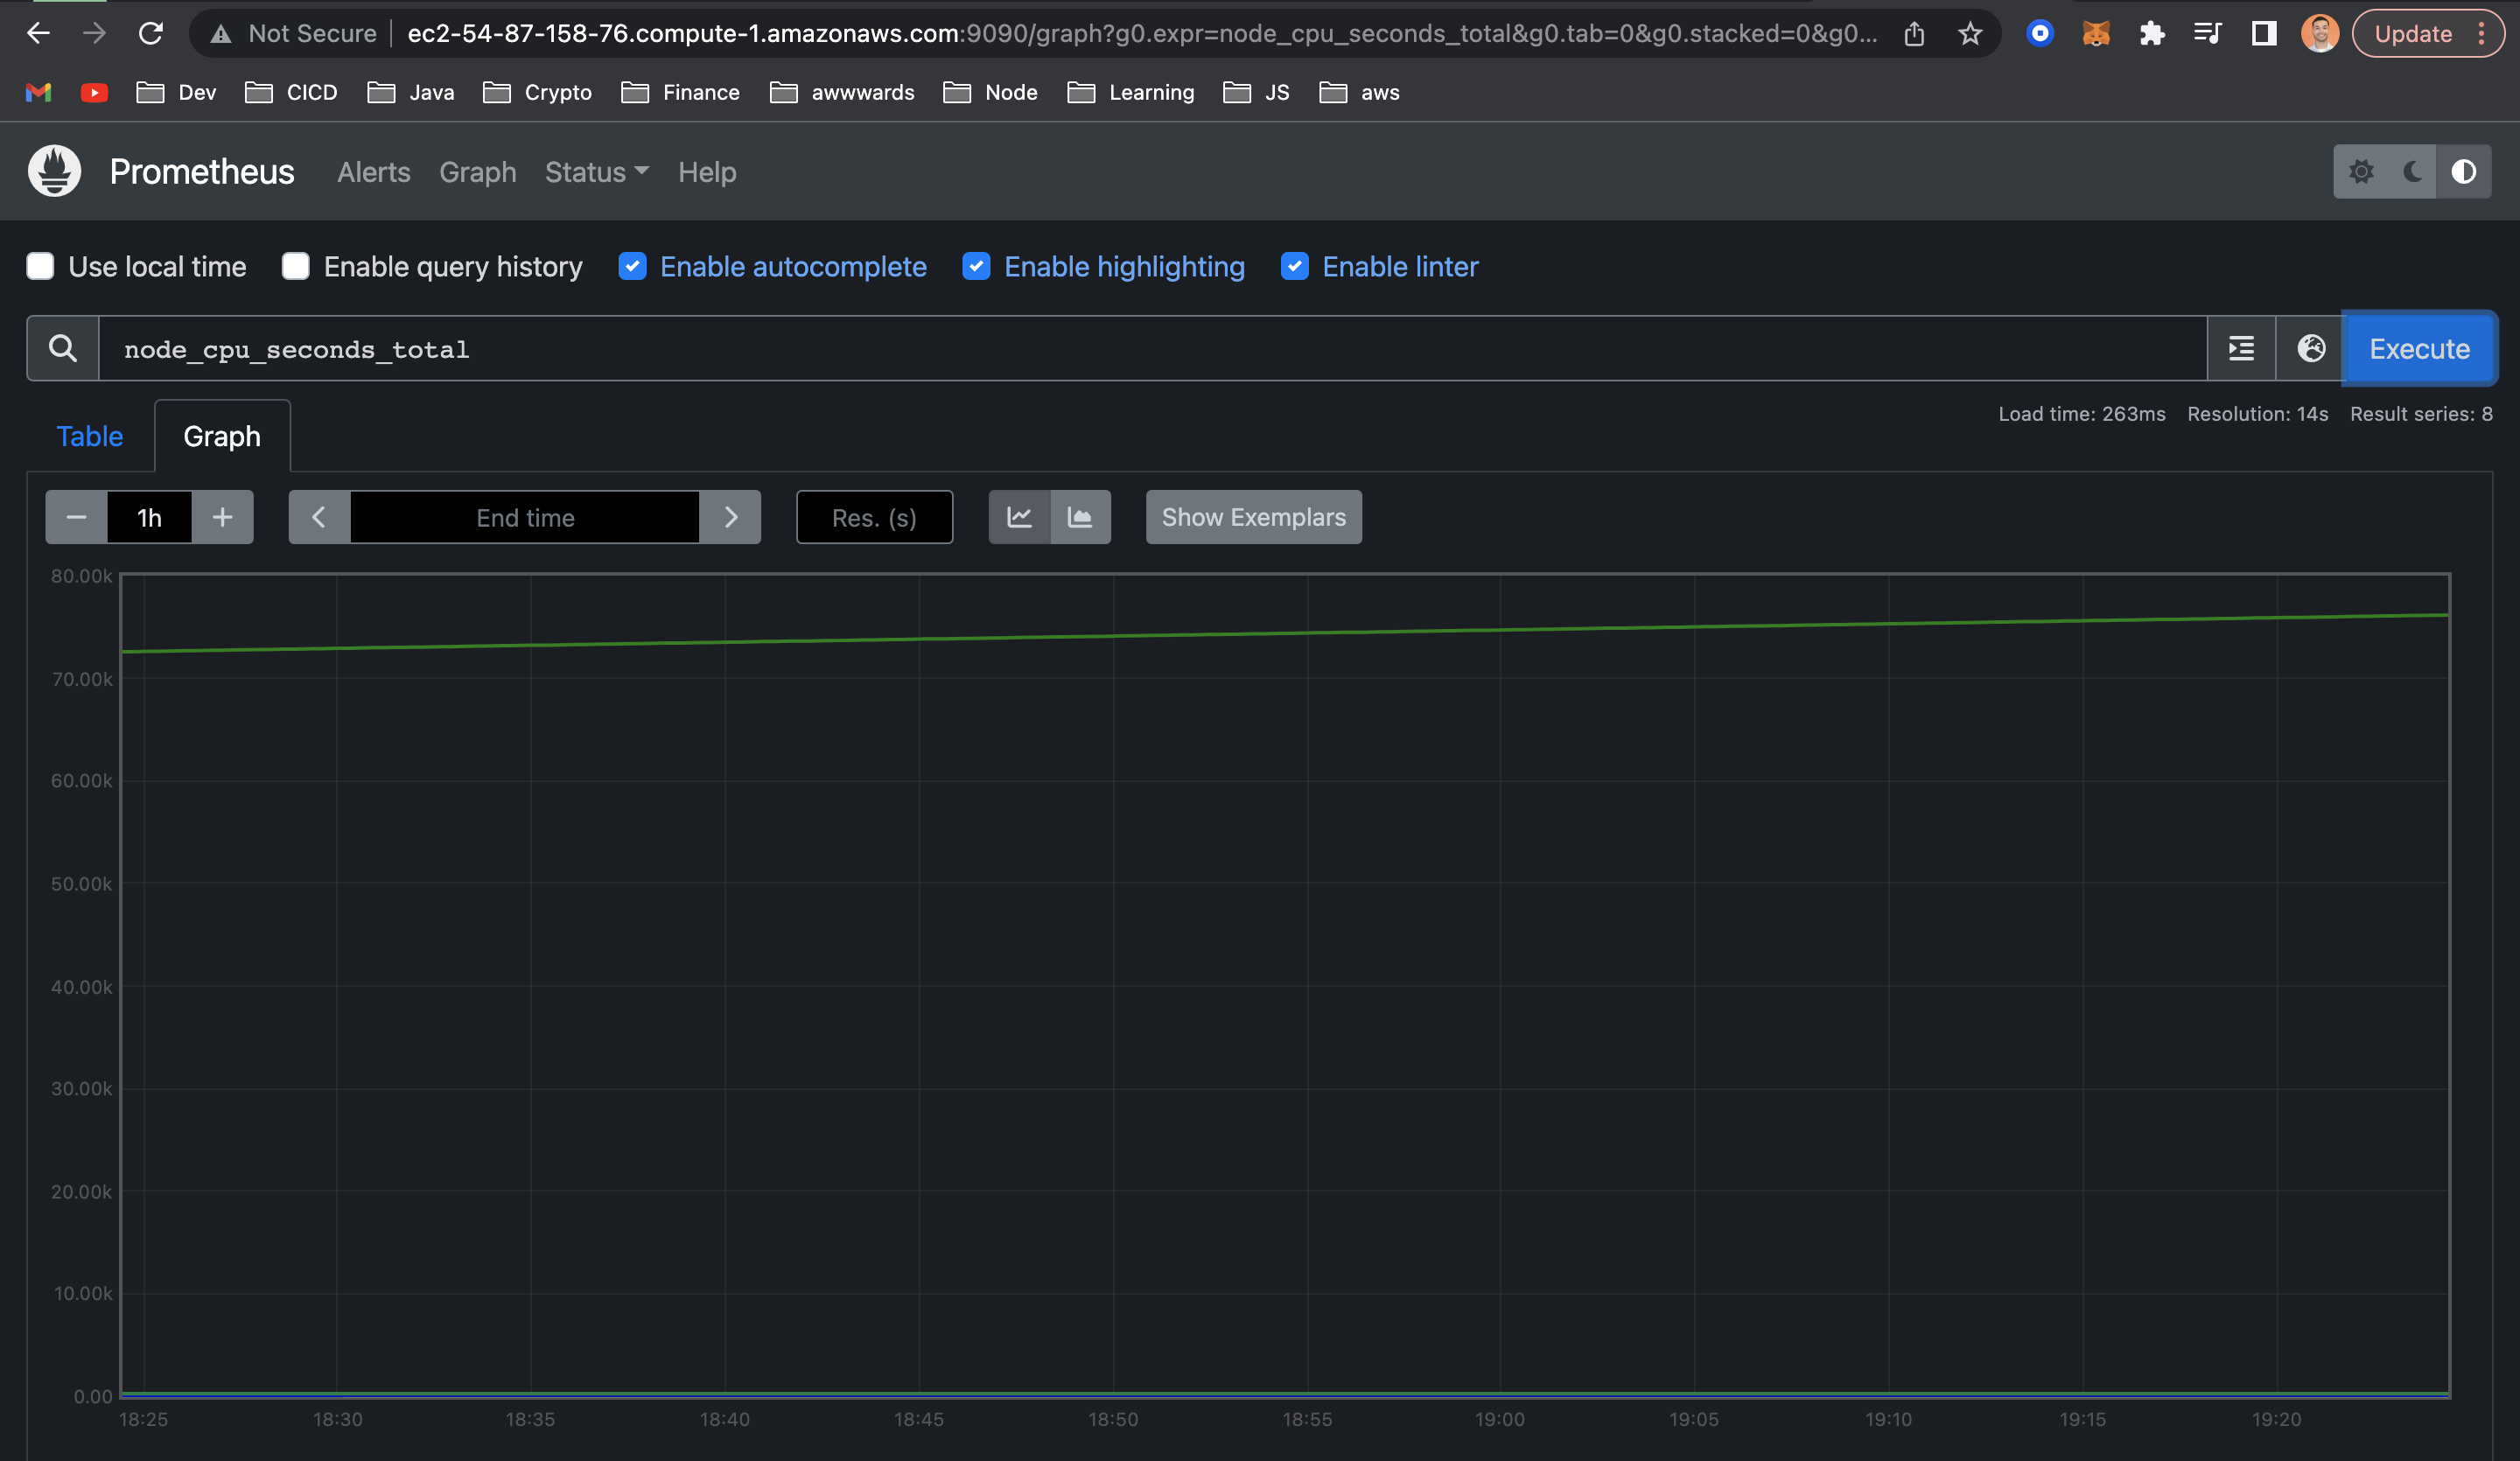 Not Secure ec2-54-87-158-76.compute-1.amazonaws.com:9090/graph?g0.expr=node_cpu_seconds_total&g0.tab=0&g0.stacked=0&g0... Update
Dev CICD Java Crypto Finance awwwards Node Learning JS aws
Prometheus Alerts Graph Status Help
Use local time Enable query history Enable autocomplete Enable highlighting Enable linter
node_cpu_seconds_total Execute
Load time: 263ms Resolution: 14s Result series: 8
Table Graph
1h End time Res. (s) Show Exemplars
80.00k
70.00k
60.00k
50.00k
40.00k
30.00k
20.00k
10.00k
0.00
18:25 18:30 18:35 18:40 18:45 18:50 18:55 19:00 19:05 19:10 19:15 19:20